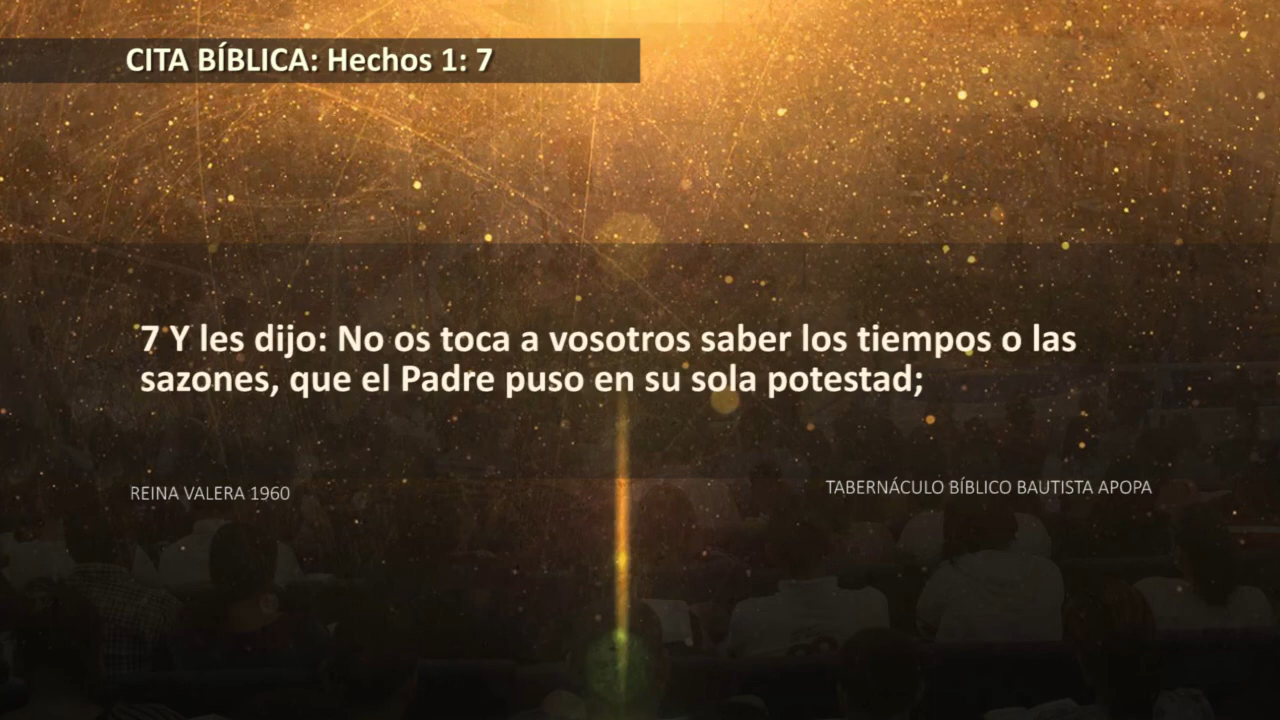 CITA BÍBLICA: Hechos 1: 7
7 Y les dijo: No os toca a vosotros saber los tiempos o las
sazones, que el Padre puso en su sola potestad;
REINA VALERA 1960
TABERNÁCULO BÍBLICO BAUTISTA APOPA